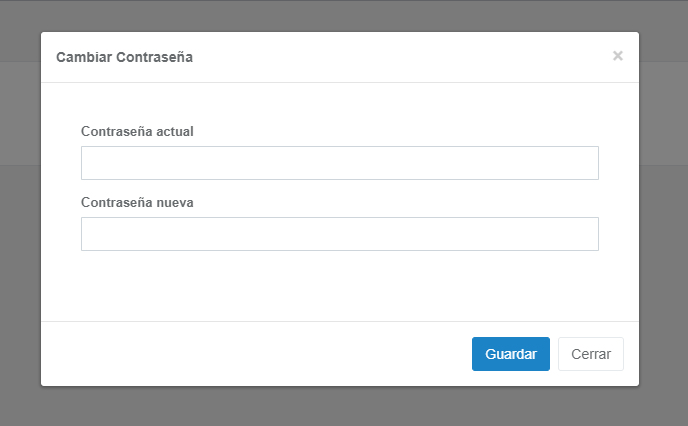 Cambiar Contraseña ×
Contraseña actual
Contraseña nueva
Guardar Cerrar